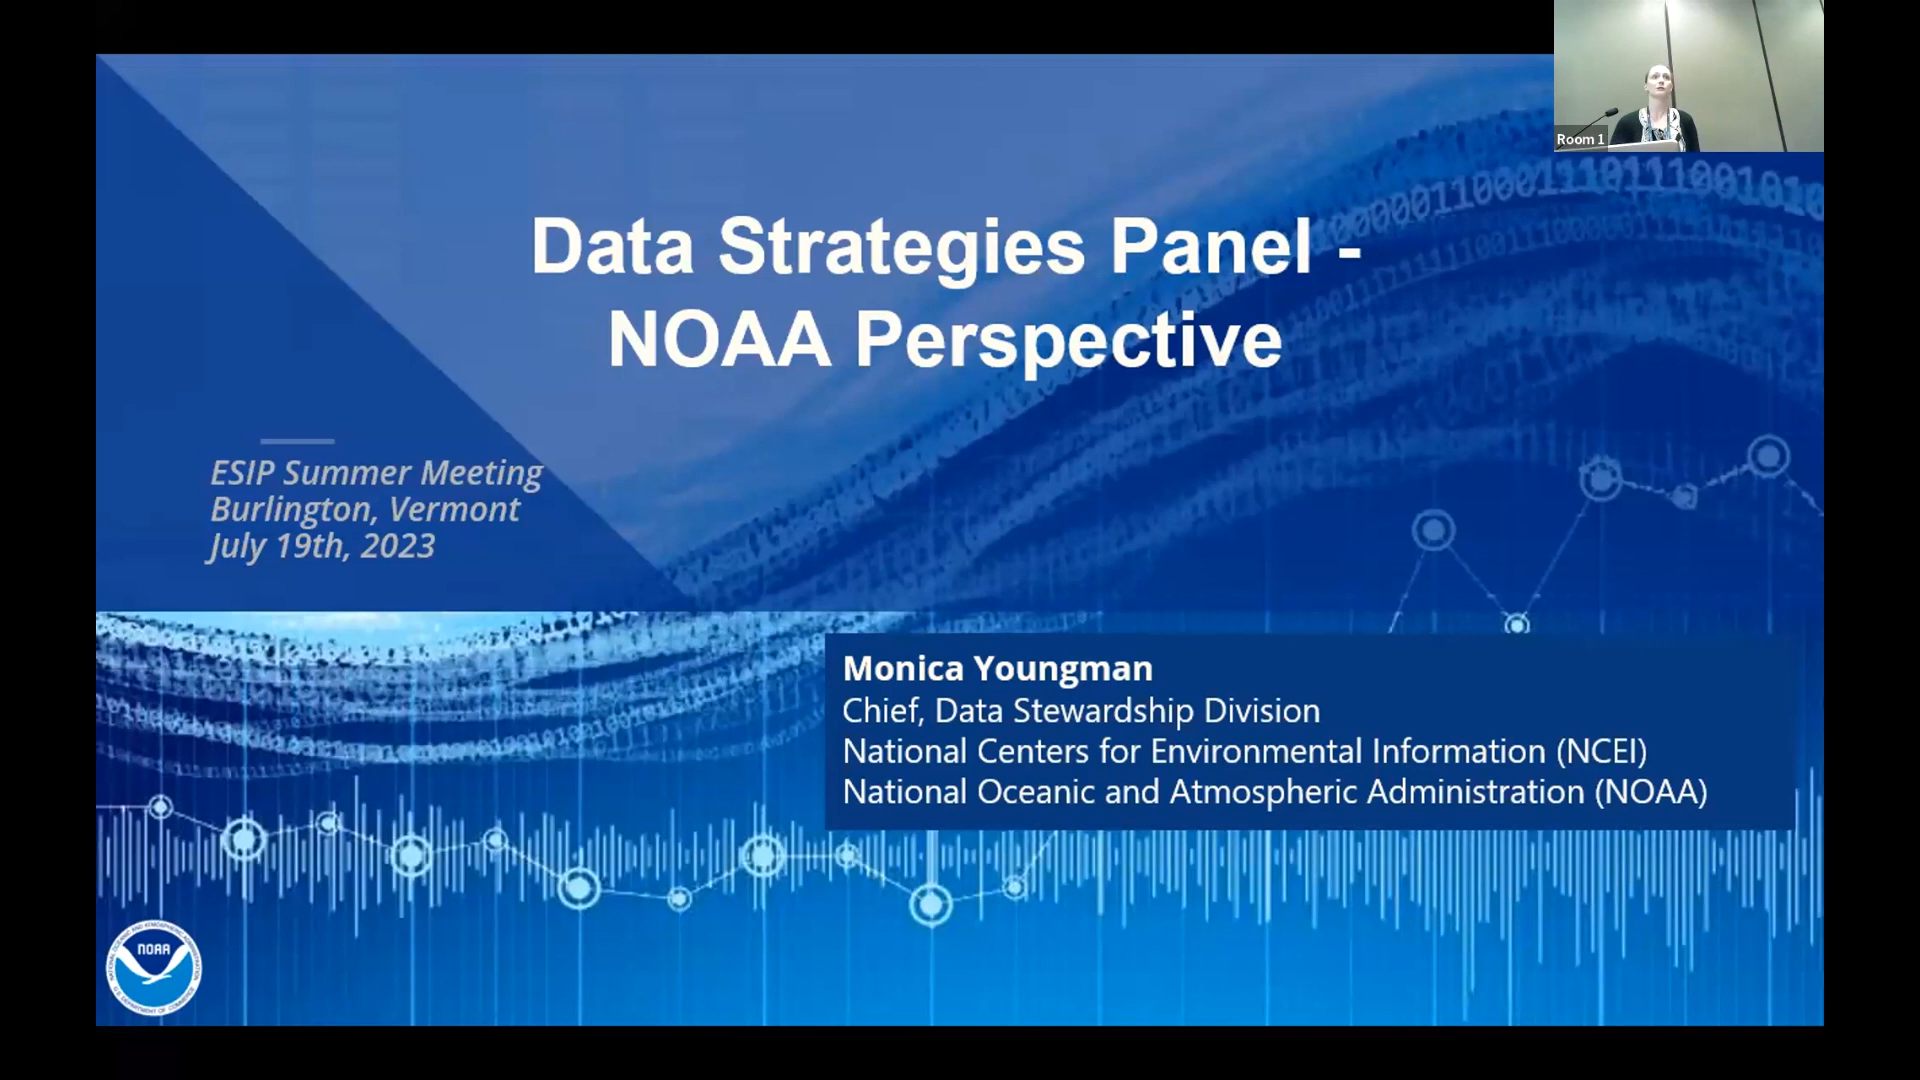 Room 1
Data Strategies Panel -
NOAA Perspective
ESIP Summer Meeting
Burlington, Vermont
July 19th, 2023
Monica Youngman
Chief, Data Stewardship Division
National Centers for Environmental Information (NCEI)
National Oceanic and Atmospheric Administration (NOAA)
NOAA